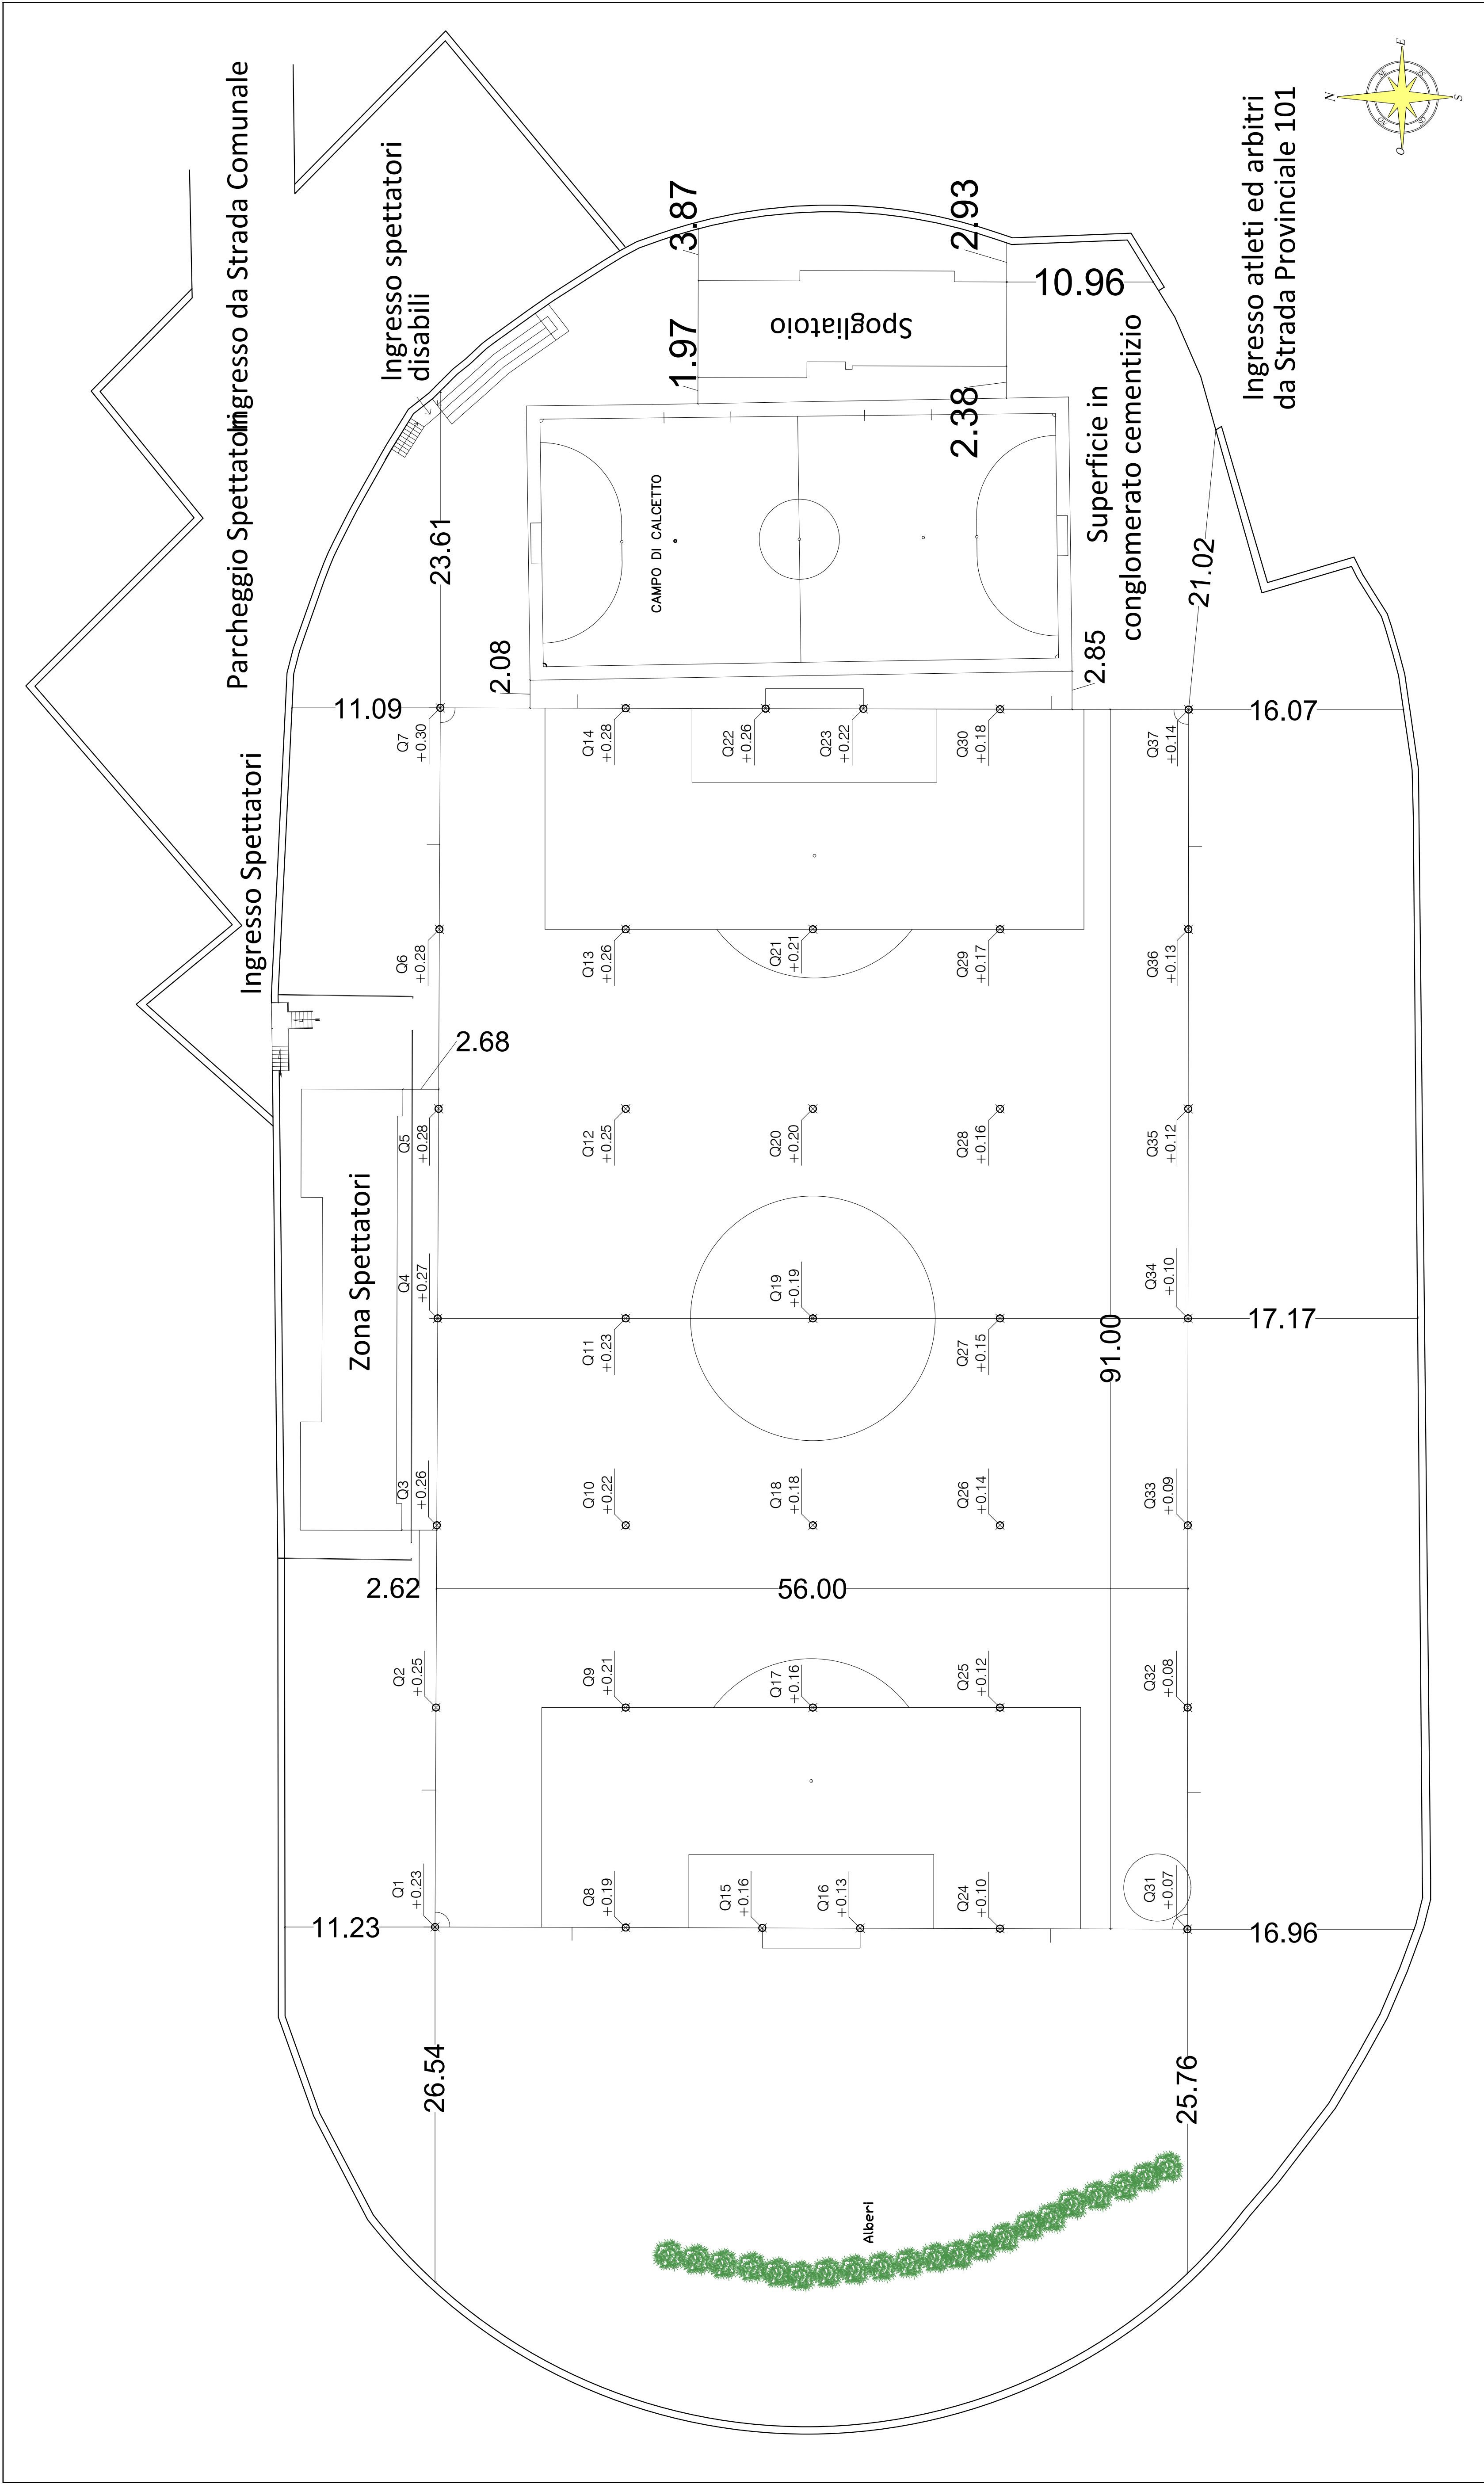 Parcheggio Spettatori
Ingresso da Strada Comunale
Ingresso spettatori
disabili
Ingresso Spettatori
Zona Spettatori
Ingresso atleti ed arbitri
da Strada Provinciale 101
N
E
S
O
Spogliatoio
Superficie in
conglomerato cementizio
CAMPO DI CALCETTO
Alberi
3.87
1.97
2.93
2.38
10.96
23.61
21.02
2.08
2.85
11.09
16.07
2.68
17.17
91.00
2.62
56.00
11.23
16.96
26.54
25.76
Q1
+0.23
Q2
+0.25
Q3
+0.26
Q4
+0.27
Q5
+0.28
Q6
+0.28
Q7
+0.30
Q8
+0.19
Q9
+0.21
Q10
+0.22
Q11
+0.23
Q12
+0.25
Q13
+0.26
Q14
+0.28
Q15
+0.16
Q16
+0.13
Q17
+0.16
Q18
+0.18
Q19
+0.19
Q20
+0.20
Q21
+0.21
Q22
+0.26
Q23
+0.22
Q24
+0.10
Q25
+0.12
Q26
+0.14
Q27
+0.15
Q28
+0.16
Q29
+0.17
Q30
+0.18
Q31
+0.07
Q32
+0.08
Q33
+0.09
Q34
+0.10
Q35
+0.12
Q36
+0.13
Q37
+0.14